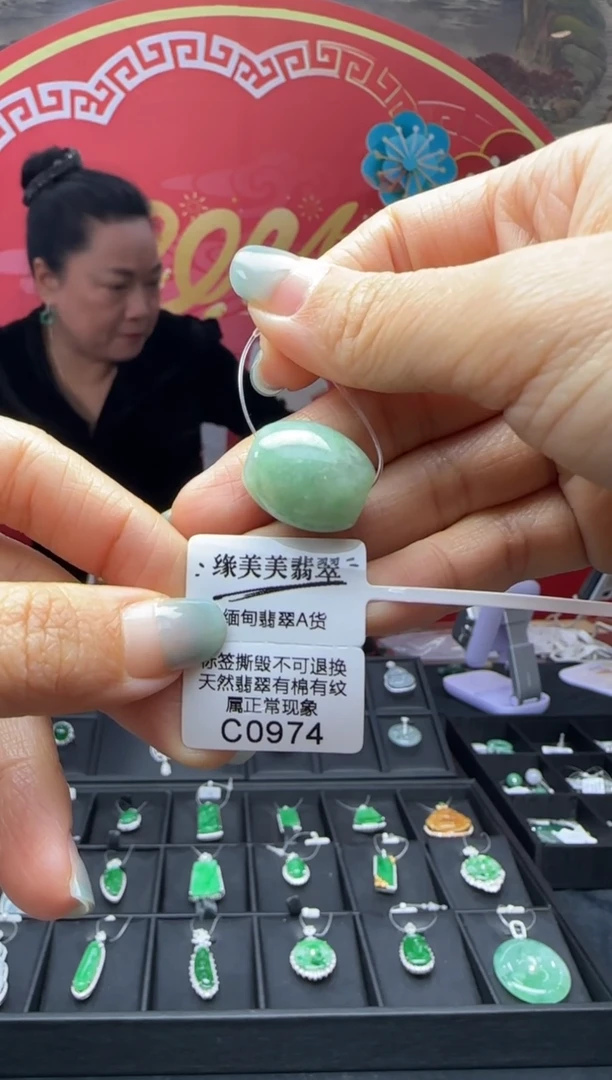 缘美美翡翠
缅甸翡翠A货
标签撕毁不可退换
天然翡翠有棉有纹
属正常现象
C0974